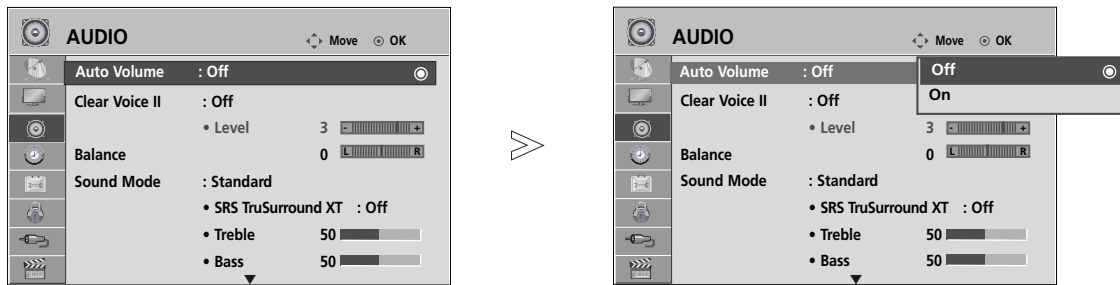 AUDIO
Move OK
Auto Volume : Off
Clear Voice II : Off
• Level 3 - +
Balance 0 L R
Sound Mode : Standard
• SRS TruSurround XT : Off
• Treble 50
• Bass 50
AUDIO
Move OK
Auto Volume : Off
Off
On
Clear Voice II : Off
• Level 3 - +
Balance 0 L R
Sound Mode : Standard
• SRS TruSurround XT : Off
• Treble 50
• Bass 50